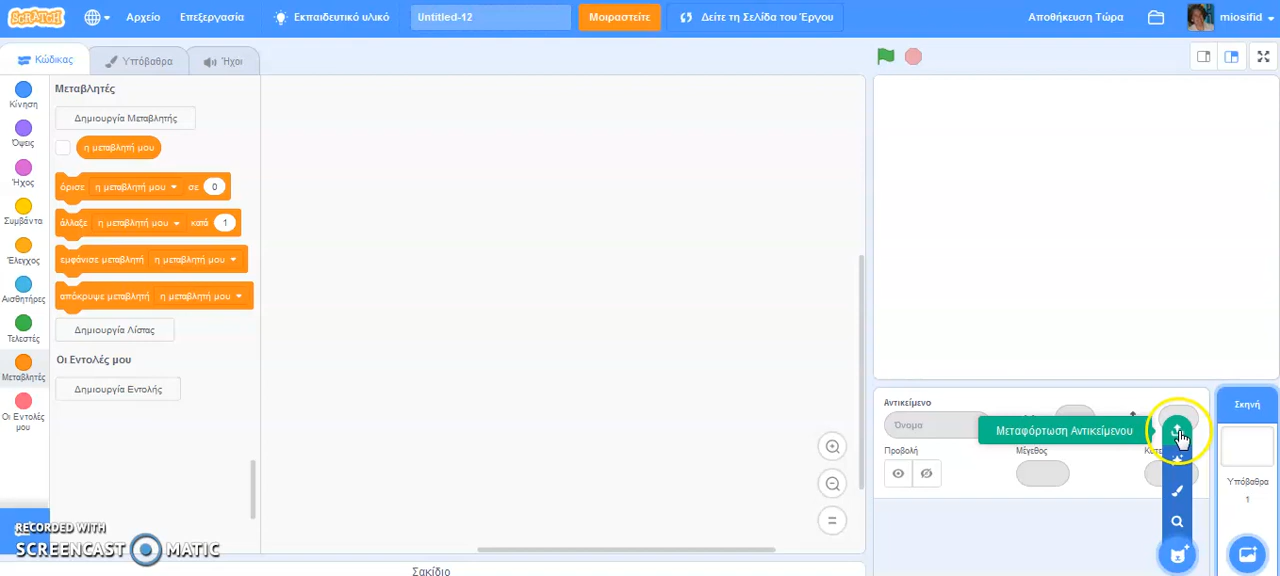 SCRATCH
Αρχείο
Επεξεργασία
Εκπαιδευτικό υλικό
Untitled-12
Μοιραστείτε
Δείτε τη Σελίδα του Έργου
Αποθήκευση Τώρα
miosifid
Κώδικας
Υπόβαθρα
Ήχοι
Κίνηση
Όψεις
Ήχος
Συμβάντα
Έλεγχος
Αισθητήρες
Τελεστές
Μεταβλητές
Οι Εντολές
μου
Μεταβλητές
Δημιουργία Μεταβλητής
η μεταβλητή μου
όρισε η μεταβλητή μου σε 0
άλλαξε η μεταβλητή μου κατά 1
εμφάνισε μεταβλητή η μεταβλητή μου
απόκρυψε μεταβλητή η μεταβλητή μου
Δημιουργία Λίστας
Οι Εντολές μου
Δημιουργία Εντολής
Αντικείμενο
Όνομα
Μεταφόρτωση Αντικειμένου
Προβολή
Μέγεθος
Σκηνή
Υπόβαθρα
1
Σακίδιο
RECORDED WITH
SCREENCAST MATIC